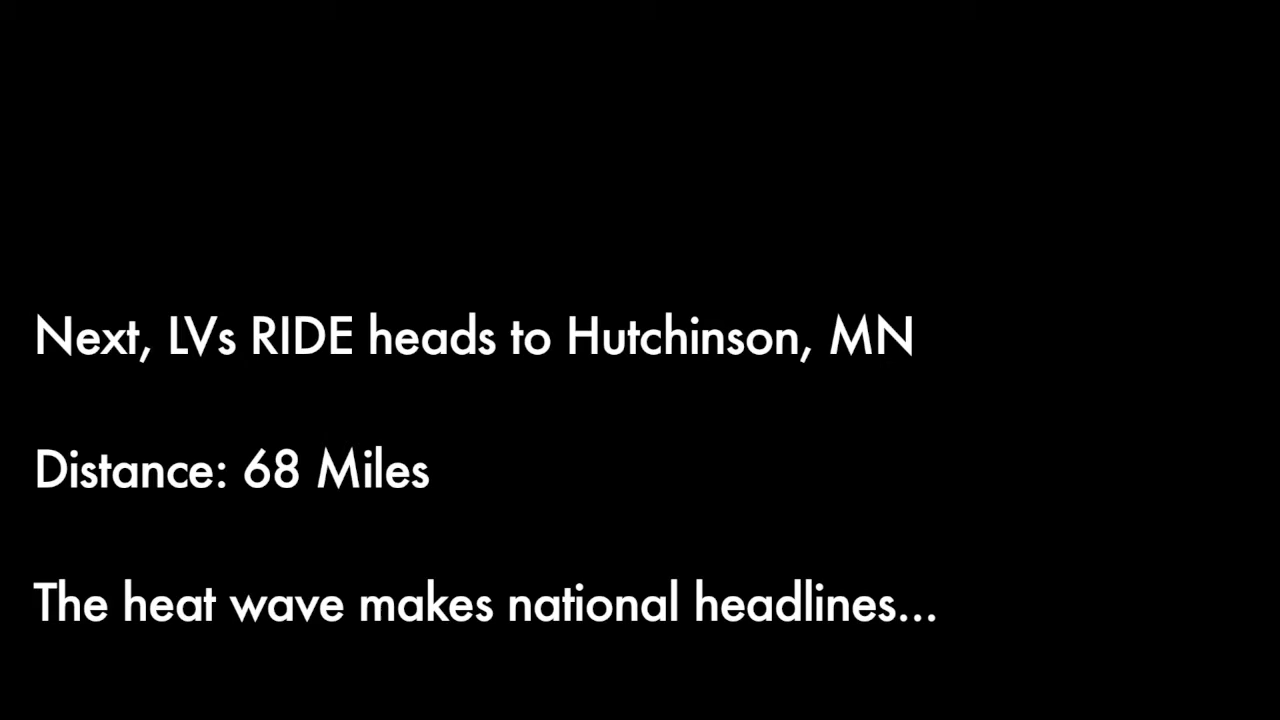 Next, LVs RIDE heads to Hutchinson, MN
Distance: 68 Miles
The heat wave makes national headlines...